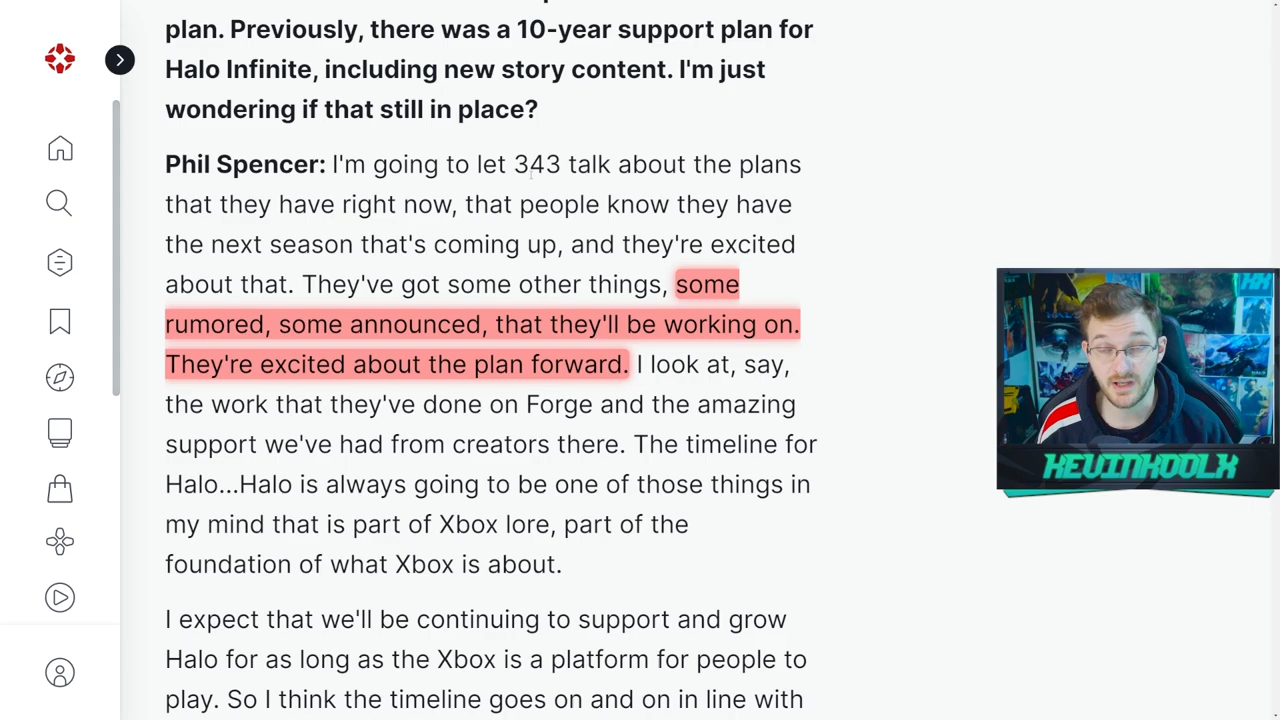 plan. Previously, there was a 10-year support plan for
Halo Infinite, including new story content. I'm just
wondering if that still in place?
Phil Spencer: I'm going to let 343 talk about the plans
that they have right now, that people know they have
the next season that's coming up, and they're excited
about that. They've got some other things, some
rumored, some announced, that they'll be working on.
They're excited about the plan forward. I look at, say,
the work that they've done on Forge and the amazing
support we've had from creators there. The timeline for
Halo...Halo is always going to be one of those things in
my mind that is part of Xbox lore, part of the
foundation of what Xbox is about.
I expect that we'll be continuing to support and grow
Halo for as long as the Xbox is a platform for people to
play. So I think the timeline goes on and on in line with
KEVINKOOLX